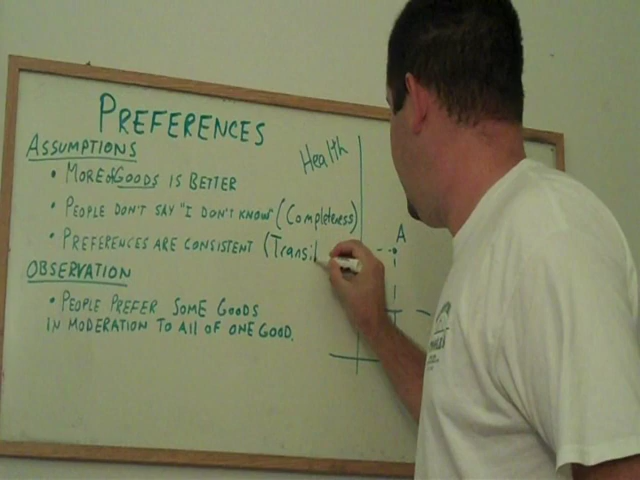 PREFERENCES
ASSUMPTIONS
• MORE of GOODS IS BETTER
• PEOPLE DON'T SAY "I DON'T KNOW" (Completeness)
• PREFERENCES ARE CONSISTENT (Transi
OBSERVATION
• PEOPLE PREFER SOME GOODS
IN MODERATION TO All OF ONE GOOD.
Health
A